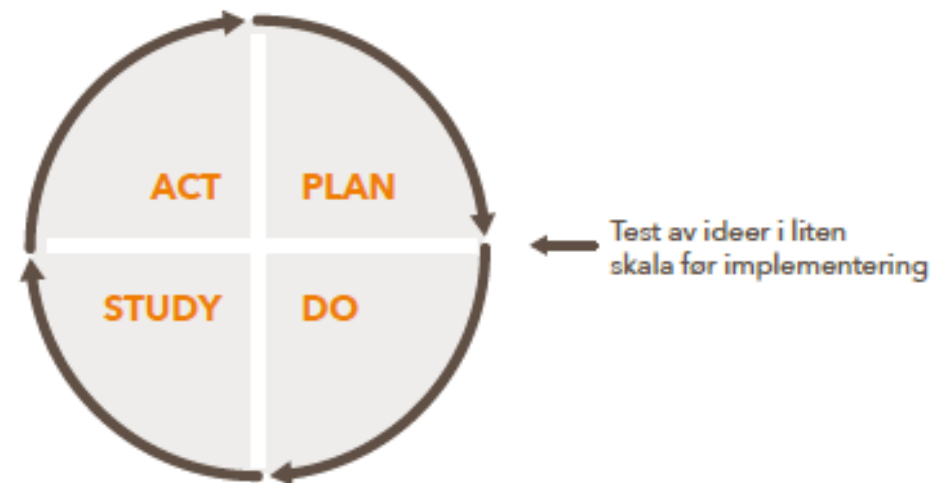 ACT
PLAN
STUDY
DO
Test av ideer i liten
skala før implementering